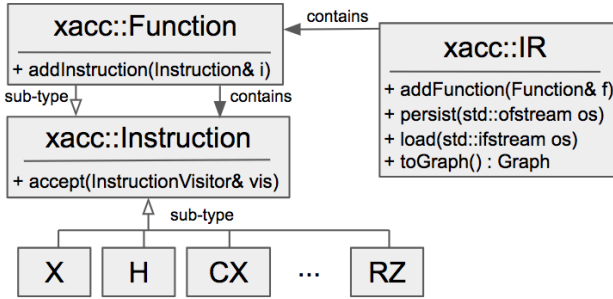 xacc::Function
+ addInstruction(Instruction& i)
contains
xacc::IR
+ addFunction(Function& f)
+ persist(std::ofstream os)
+ load(std::ifstream os)
+ toGraph() : Graph
sub-type
contains
xacc::Instruction
+ accept(InstructionVisitor& vis)
sub-type
X
H
CX
...
RZ